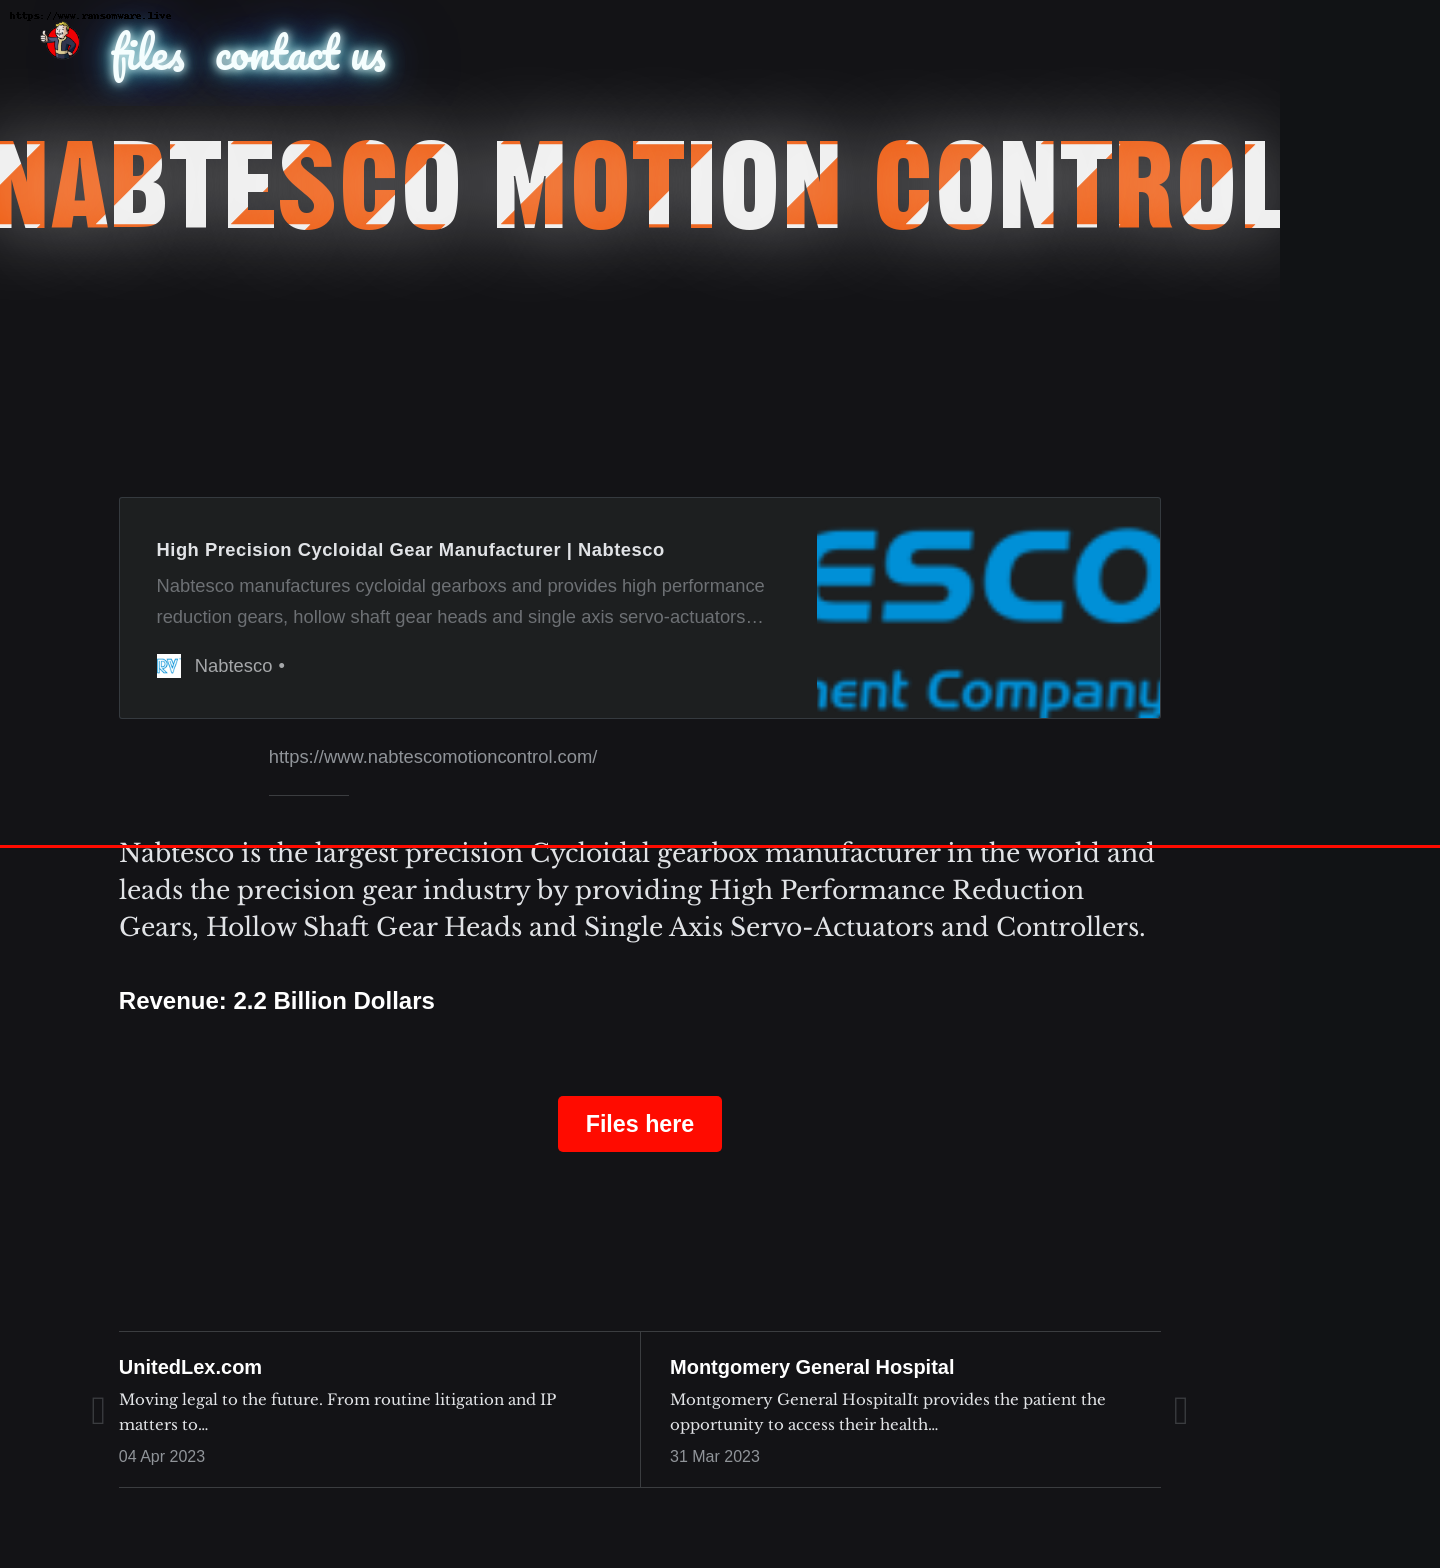 https://www.ransomware.live
files contact us
NABTESCO MOTION CONTROL
High Precision Cycloidal Gear Manufacturer | Nabtesco
Nabtesco manufactures cycloidal gearboxs and provides high performance
reduction gears, hollow shaft gear heads and single axis servo-actuators…
RV
Nabtesco •
ESCO
ment Company
https://www.nabtescomotioncontrol.com/
Nabtesco is the largest precision Cycloidal gearbox manufacturer in the world and
leads the precision gear industry by providing High Performance Reduction
Gears, Hollow Shaft Gear Heads and Single Axis Servo-Actuators and Controllers.
Revenue: 2.2 Billion Dollars
Files here
UnitedLex.com
Moving legal to the future. From routine litigation and IP
matters to…
04 Apr 2023
Montgomery General Hospital
Montgomery General HospitalIt provides the patient the
opportunity to access their health…
31 Mar 2023